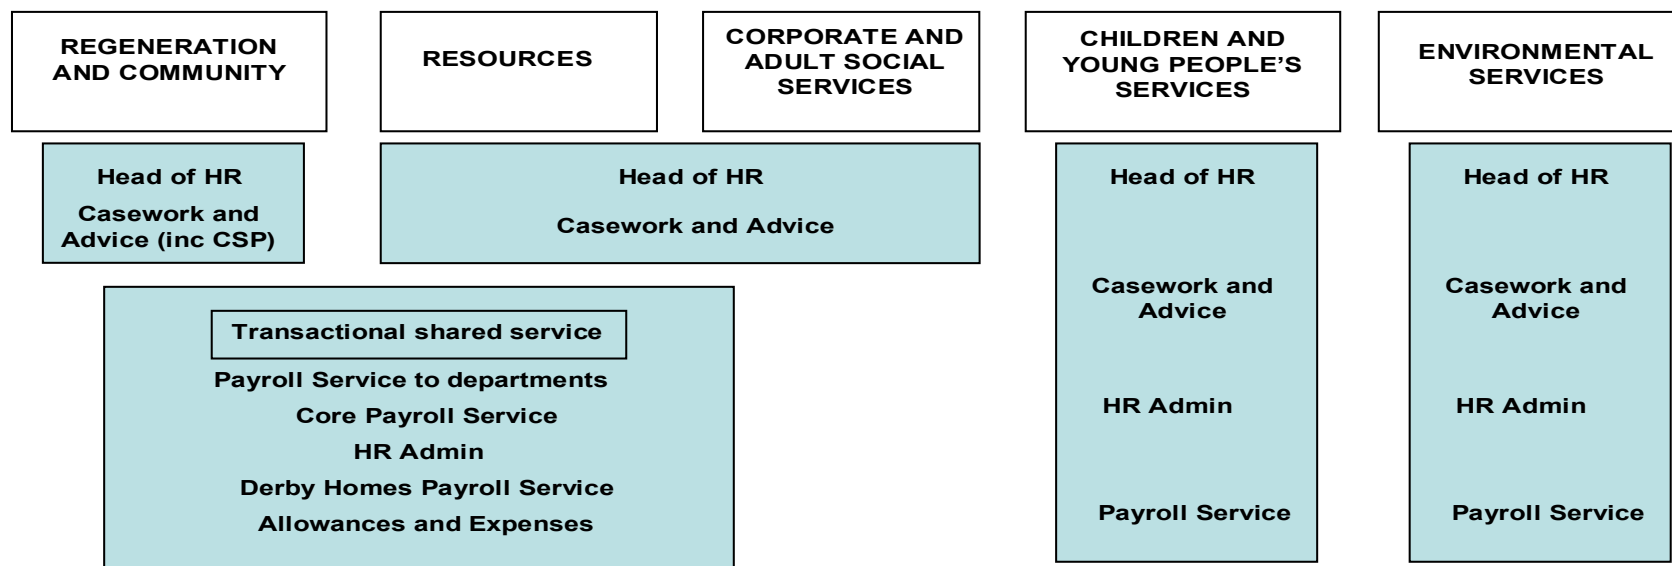 REGENERATION
AND COMMUNITY
RESOURCES
CORPORATE AND
ADULT SOCIAL
SERVICES
CHILDREN AND
YOUNG PEOPLE’S
SERVICES
ENVIRONMENTAL
SERVICES
Head of HR
Casework and
Advice (inc CSP)
Head of HR
Casework and Advice
Transactional shared service
Payroll Service to departments
Core Payroll Service
HR Admin
Derby Homes Payroll Service
Allowances and Expenses
Head of HR
Casework and
Advice
HR Admin
Payroll Service
Head of HR
Casework and
Advice
HR Admin
Payroll Service